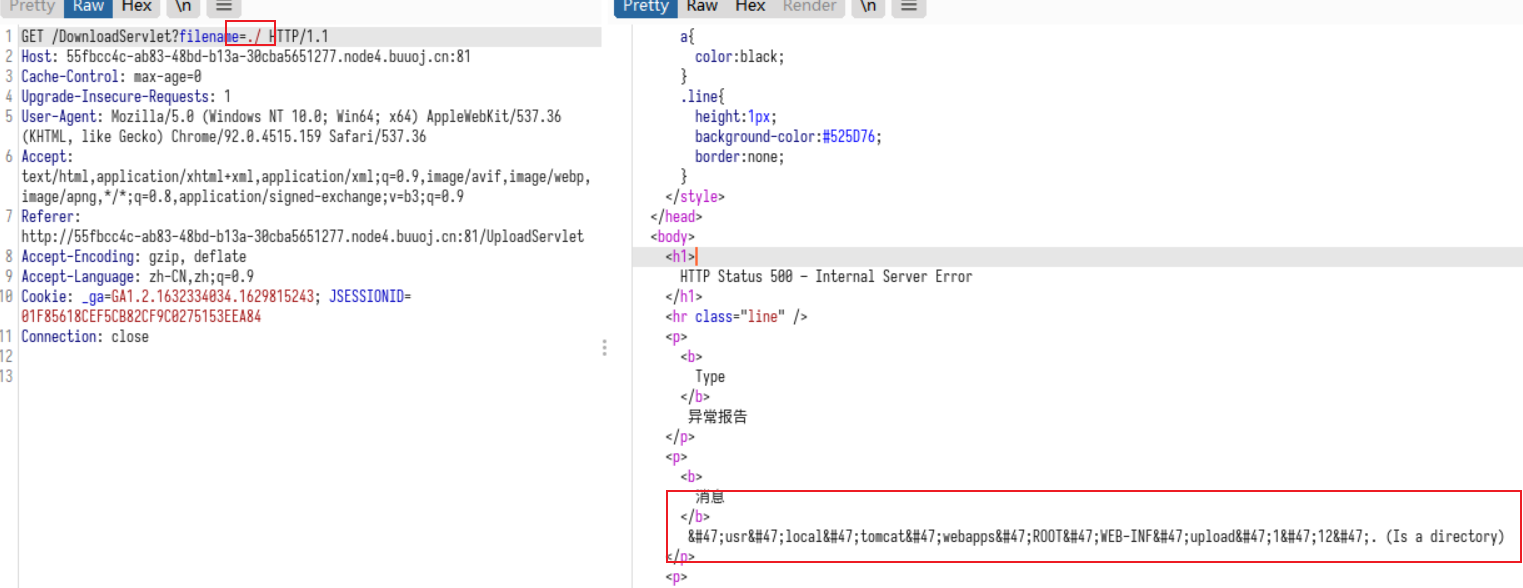 Pretty Raw Hex \n
1 GET /DownloadServlet?filename=./ HTTP/1.1
2 Host: 55fbcc4c-ab83-48bd-b13a-30cba5651277.node4.buuoj.cn:81
3 Cache-Control: max-age=0
4 Upgrade-Insecure-Requests: 1
5 User-Agent: Mozilla/5.0 (Windows NT 10.0; Win64; x64) AppleWebKit/537.36
(KHTML, like Gecko) Chrome/92.0.4515.159 Safari/537.36
6 Accept:
text/html,application/xhtml+xml,application/xml;q=0.9,image/avif,image/webp,
image/apng,*/*;q=0.8,application/signed-exchange;v=b3;q=0.9
7 Referer:
http://55fbcc4c-ab83-48bd-b13a-30cba5651277.node4.buuoj.cn:81/UploadServlet
8 Accept-Encoding: gzip, deflate
9 Accept-Language: zh-CN,zh;q=0.9
10 Cookie: _ga=GA1.2.1632334034.1629815243; JSESSIONID=
01F85618CEF5CB82CF9C0275153EEA84
11 Connection: close
12
13
Pretty Raw Hex Render \n
a{
color:black;
}
.line{
height:1px;
background-color:#525D76;
border:none;
}
</style>
</head>
<body>
<h1>
HTTP Status 500 - Internal Server Error
</h1>
<hr class="line" />
<p>
<b>
Type
</b>
异常报告
</p>
<p>
<b>
消息
</b>
&#47;usr&#47;local&#47;tomcat&#47;webapps&#47;ROOT&#47;WEB-INF&#47;upload&#47;1&#47;12&#47;. (Is a directory)
</p>
<p>